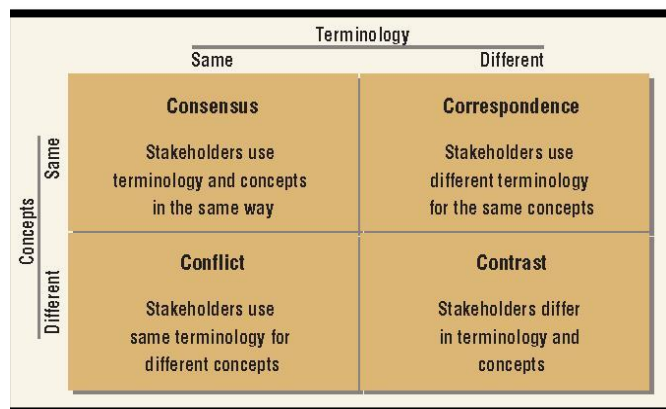 Terminology
Same
Different
Concepts
Same
Different
Consensus
Stakeholders use
terminology and concepts
in the same way
Correspondence
Stakeholders use
different terminology
for the same concepts
Conflict
Stakeholders use
same terminology for
different concepts
Contrast
Stakeholders differ
in terminology and
concepts